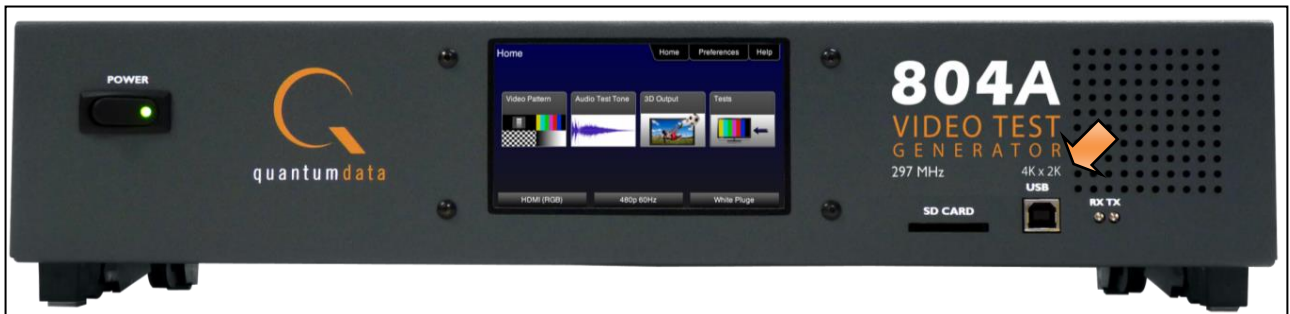 POWER
quantumdata
Home
Home Preferences Help
Video Pattern Audio Test Tone 3D Output Tests
HDMI (RGB) 480p 60Hz White Pluge
804A
VIDEO TEST
GENERATOR
297 MHz 4K x 2K
USB
SD CARD
RX TX